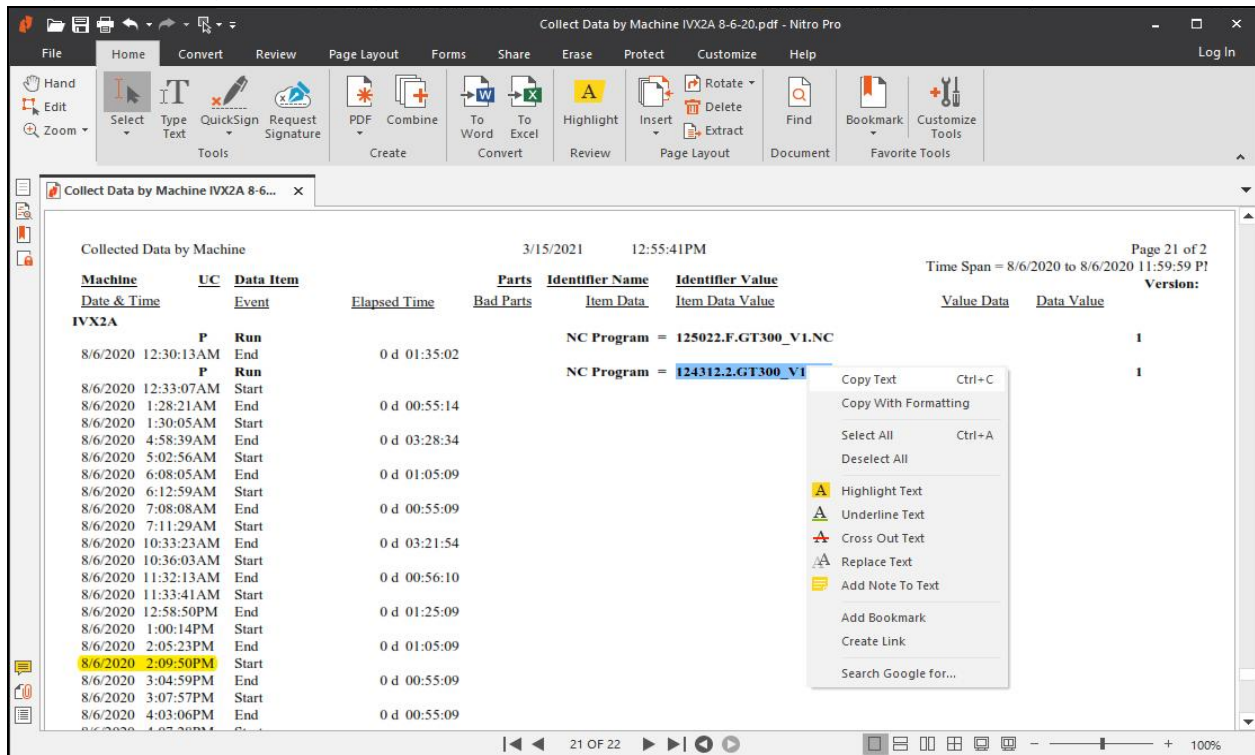 Collect Data by Machine IVX2A 8-6-20.pdf - Nitro Pro
File Home Convert Review Page Layout Forms Share Erase Protect Customize Help Log In
Hand
Edit
Zoom
Select
Type Text
QuickSign
Request Signature
Tools
PDF
Combine
Create
To Word
To Excel
Convert
Highlight
Review
Insert
Rotate
Delete
Extract
Page Layout
Find
Document
Bookmark
Customize Tools
Favorite Tools
Collect Data by Machine IVX2A 8-6... ×
Collected Data by Machine 3/15/2021 12:55:41PM Page 21 of 2
Time Span = 8/6/2020 to 8/6/2020 11:59:59 P
Version:
Machine UC Data Item Parts Identifier Name Identifier Value
Date & Time Event Elapsed Time Bad Parts Item Data Item Data Value Value Data Data Value
IVX2A
P Run NC Program = 125022.F.GT300_V1.NC 1
8/6/2020 12:30:13AM End 0 d 01:35:02
P Run NC Program = 124312.2.GT300_V1 1
8/6/2020 12:33:07AM Start
8/6/2020 1:28:21AM End 0 d 00:55:14
8/6/2020 1:30:05AM Start
8/6/2020 4:58:39AM End 0 d 03:28:34
8/6/2020 5:02:56AM Start
8/6/2020 6:08:05AM End 0 d 01:05:09
8/6/2020 6:12:59AM Start
8/6/2020 7:08:08AM End 0 d 00:55:09
8/6/2020 7:11:29AM Start
8/6/2020 10:33:23AM End 0 d 03:21:54
8/6/2020 10:36:03AM Start
8/6/2020 11:32:13AM End 0 d 00:56:10
8/6/2020 11:33:41AM Start
8/6/2020 12:58:50PM End 0 d 01:25:09
8/6/2020 1:00:14PM Start
8/6/2020 2:05:23PM End 0 d 01:05:09
8/6/2020 2:09:50PM Start
8/6/2020 3:04:59PM End 0 d 00:55:09
8/6/2020 3:07:57PM Start
8/6/2020 4:03:06PM End 0 d 00:55:09
Copy Text Ctrl+C
Copy With Formatting
Select All Ctrl+A
Deselect All
Highlight Text
Underline Text
Cross Out Text
Replace Text
Add Note To Text
Add Bookmark
Create Link
Search Google for...
21 OF 22
100%